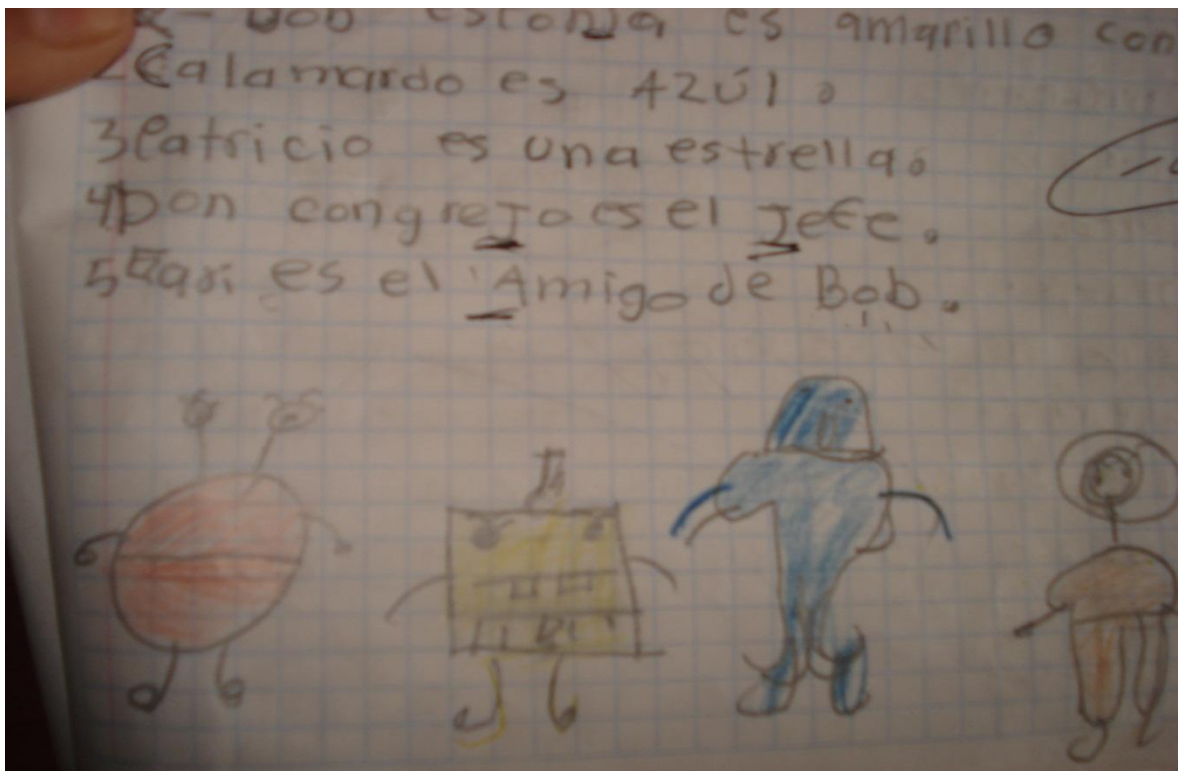 Bob esponja es amarillo con
2Calamardo es Azúl.
3Patricio es una estrella.
4Don congrejo es el Jefe.
5 es el Amigo de Bob.